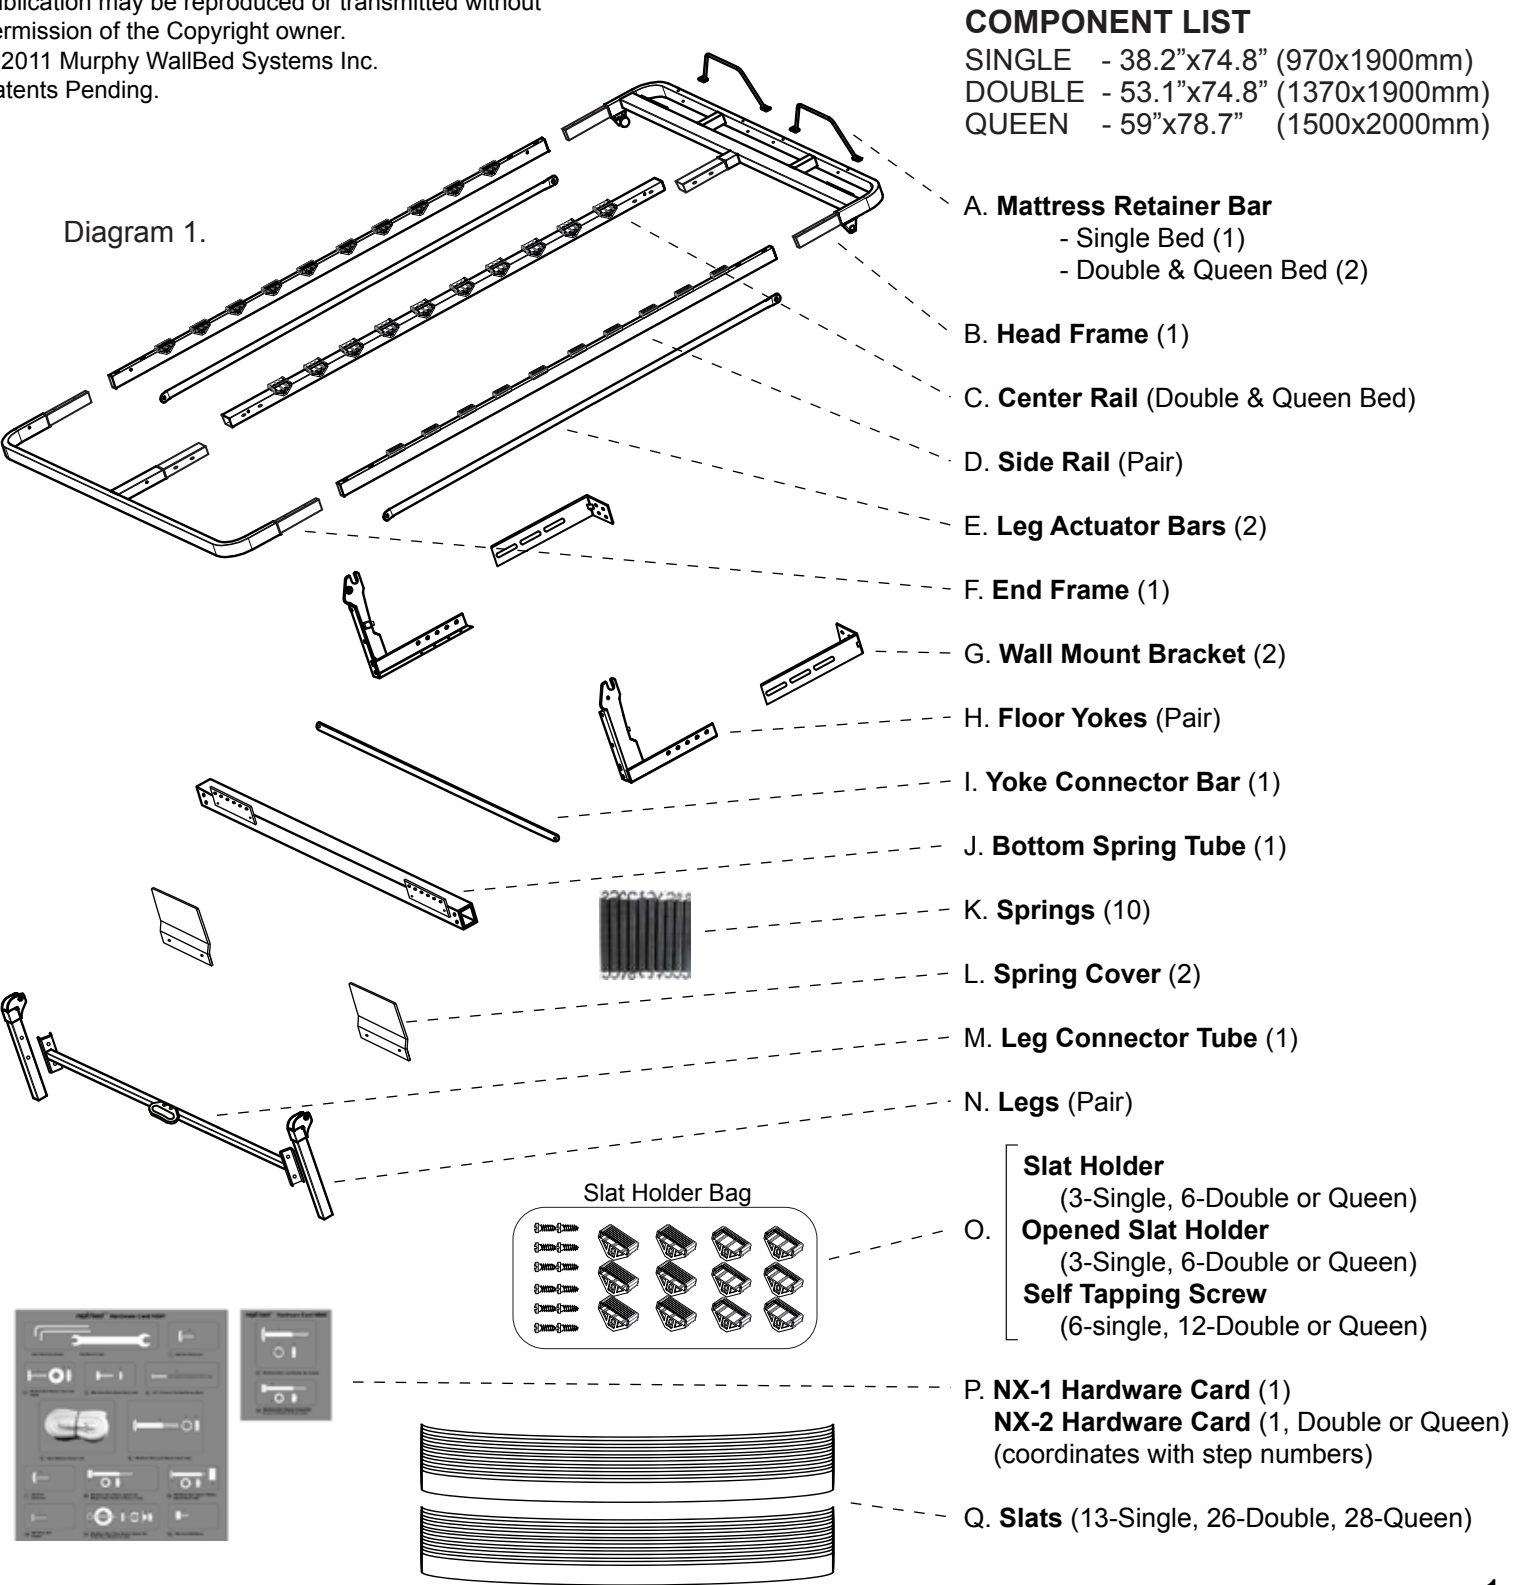 ublication may be reproduced or transmitted without
ermission of the Copyright owner.
2011 Murphy WallBed Systems Inc.
atents Pending.
COMPONENT LIST
SINGLE - 38.2”x74.8” (970x1900mm)
DOUBLE - 53.1”x74.8” (1370x1900mm)
QUEEN - 59”x78.7” (1500x2000mm)
Diagram 1.
A. Mattress Retainer Bar
- Single Bed (1)
- Double & Queen Bed (2)
B. Head Frame (1)
C. Center Rail (Double & Queen Bed)
D. Side Rail (Pair)
E. Leg Actuator Bars (2)
F. End Frame (1)
G. Wall Mount Bracket (2)
H. Floor Yokes (Pair)
I. Yoke Connector Bar (1)
J. Bottom Spring Tube (1)
K. Springs (10)
L. Spring Cover (2)
M. Leg Connector Tube (1)
N. Legs (Pair)
Slat Holder Bag
O.
Slat Holder
(3-Single, 6-Double or Queen)
Opened Slat Holder
(3-Single, 6-Double or Queen)
Self Tapping Screw
(6-single, 12-Double or Queen)
P. NX-1 Hardware Card (1)
NX-2 Hardware Card (1, Double or Queen)
(coordinates with step numbers)
Q. Slats (13-Single, 26-Double, 28-Queen)